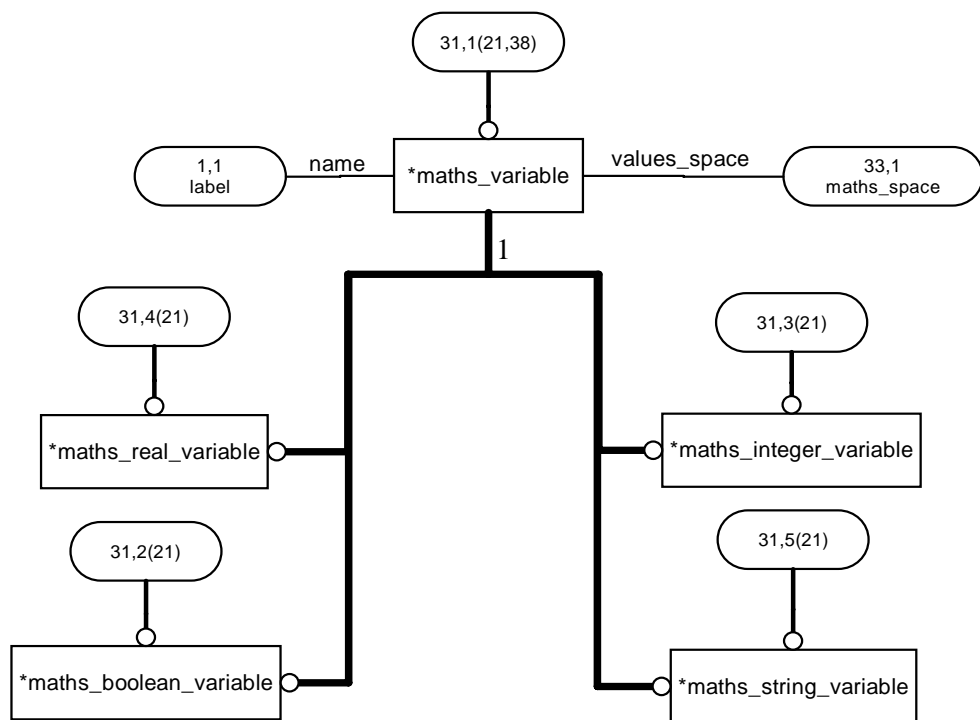 31,1(21,38)
1,1
label
name
*maths_variable
values_space
33,1
maths_space
1
31,4(21)
31,3(21)
*maths_real_variable
*maths_integer_variable
31,2(21)
31,5(21)
*maths_boolean_variable
*maths_string_variable